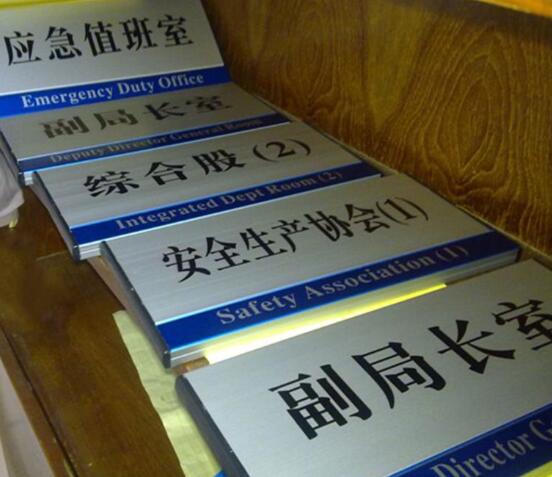 应急值班室
Emergency Duty Office
副局长室
Deputy Director General Room
综合股(2)
Integrated Dept Room (2)
安全生产协会(1)
Safety Association (1)
副局长室
Director G